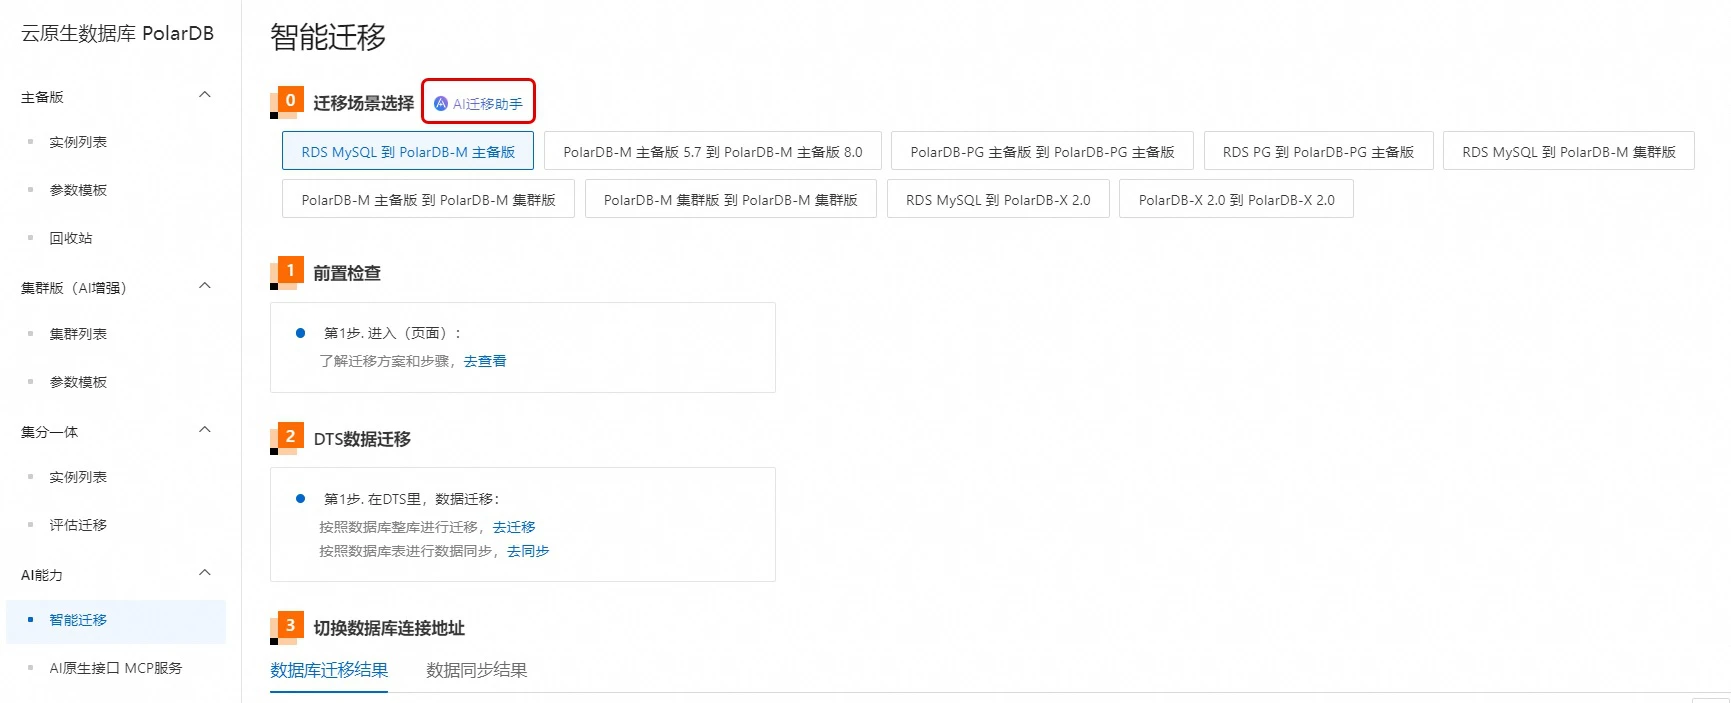 云原生数据库 PolarDB
主备版
实例列表
参数模板
回收站
集群版（AI增强）
集群列表
参数模板
集分一体
实例列表
评估迁移
AI能力
智能迁移
AI原生接口 MCP服务
智能迁移
0 迁移场景选择 AI迁移助手
RDS MySQL 到 PolarDB-M 主备版 PolarDB-M 主备版 5.7 到 PolarDB-M 主备版 8.0 PolarDB-PG 主备版 到 PolarDB-PG 主备版 RDS PG 到 PolarDB-PG 主备版 RDS MySQL 到 PolarDB-M 集群版
PolarDB-M 主备版 到 PolarDB-M 集群版 PolarDB-M 集群版 到 PolarDB-M 集群版 RDS MySQL 到 PolarDB-X 2.0 PolarDB-X 2.0 到 PolarDB-X 2.0
1 前置检查
第1步. 进入（页面）:
了解迁移方案和步骤，去查看
2 DTS数据迁移
第1步. 在DTS里，数据迁移:
按照数据库整库进行迁移，去迁移
按照数据库表进行数据同步，去同步
3 切换数据库连接地址
数据库迁移结果 数据同步结果